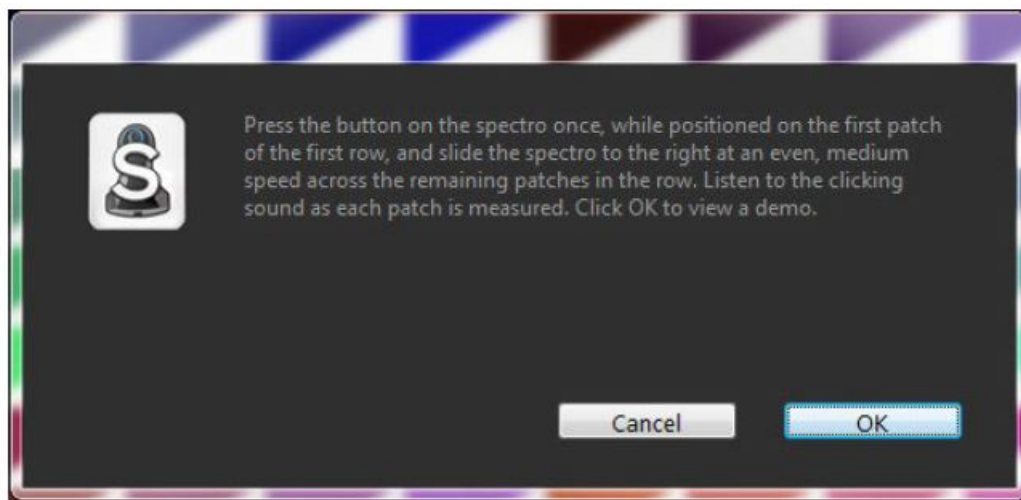 Press the button on the spectro once, while positioned on the first patch
of the first row, and slide the spectro to the right at an even, medium
speed across the remaining patches in the row. Listen to the clicking
sound as each patch is measured. Click OK to view a demo.
S
Cancel
OK